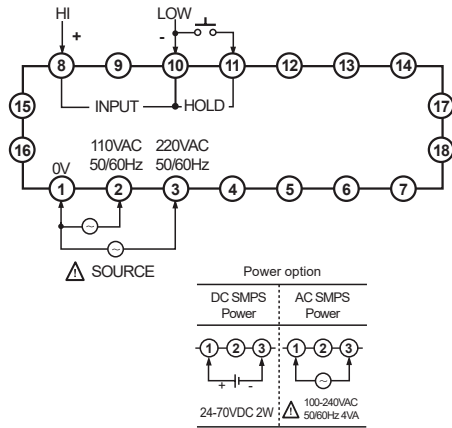 HI
LOW
+
-
8 9 10 11 12 13 14
INPUT HOLD
15
17
16
18
110VAC 220VAC
0V 50/60Hz 50/60Hz
1 2 3 4 5 6 7
SOURCE
Power option
DC SMPS
Power
AC SMPS
Power
1 2 3
+ -
24-70VDC 2W
1 2 3
100-240VAC
50/60Hz 4VA